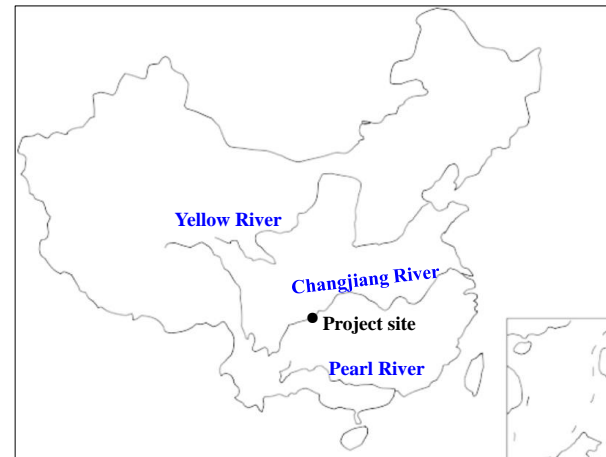 Yellow River
Changjiang River
Project site
Pearl River